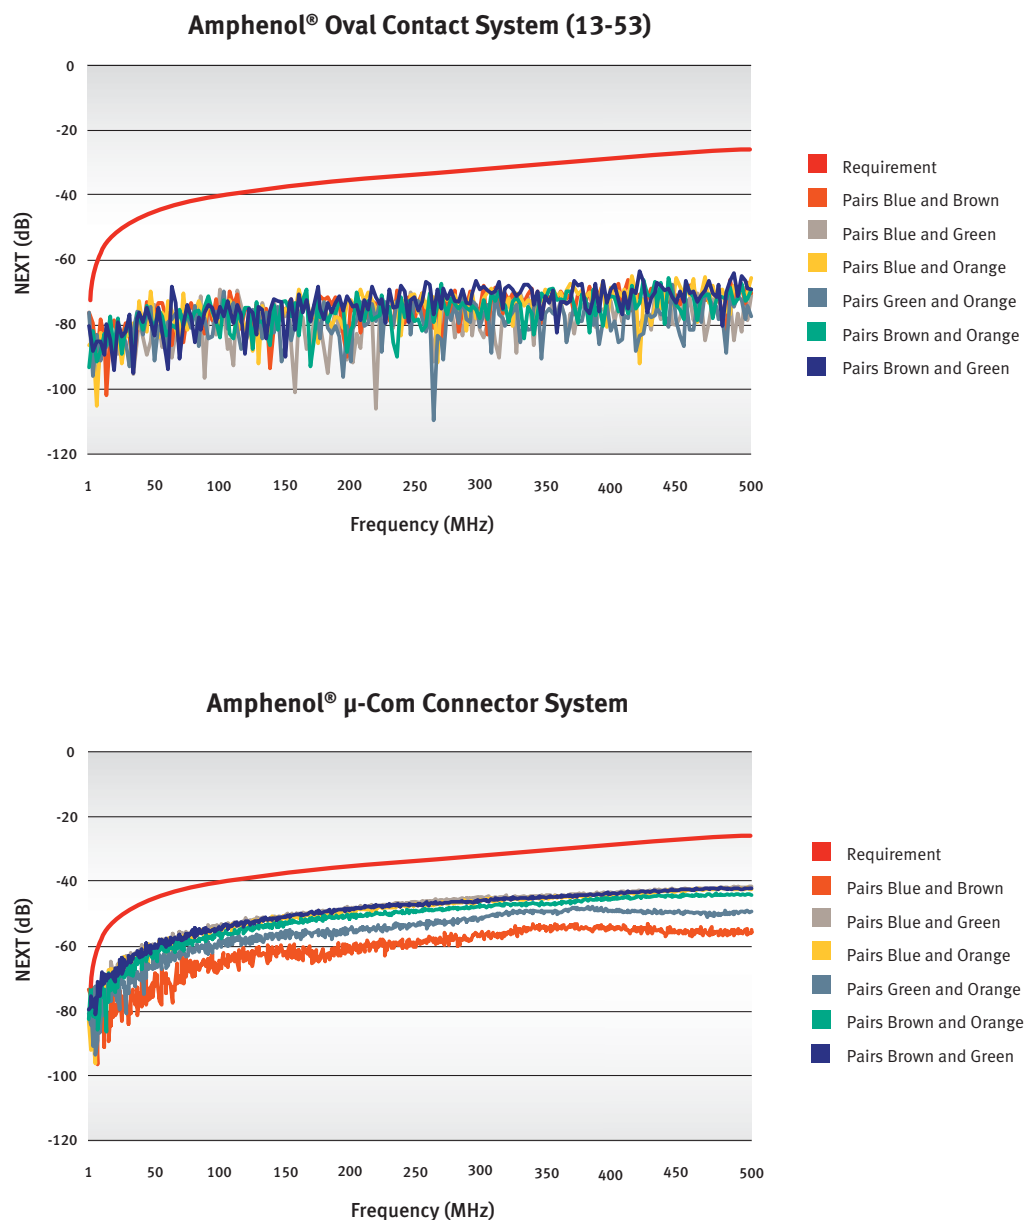 Amphenol® Oval Contact System (13-53)
0
-20
-40
-60
-80
-100
-120
NEXT (dB)
1 50 100 150 200 250 300 350 400 450 500
Frequency (MHz)
Requirement
Pairs Blue and Brown
Pairs Blue and Green
Pairs Blue and Orange
Pairs Green and Orange
Pairs Brown and Orange
Pairs Brown and Green
Amphenol® µ-Com Connector System
0
-20
-40
-60
-80
-100
-120
NEXT (dB)
1 50 100 150 200 250 300 350 400 450 500
Frequency (MHz)
Requirement
Pairs Blue and Brown
Pairs Blue and Green
Pairs Blue and Orange
Pairs Green and Orange
Pairs Brown and Orange
Pairs Brown and Green